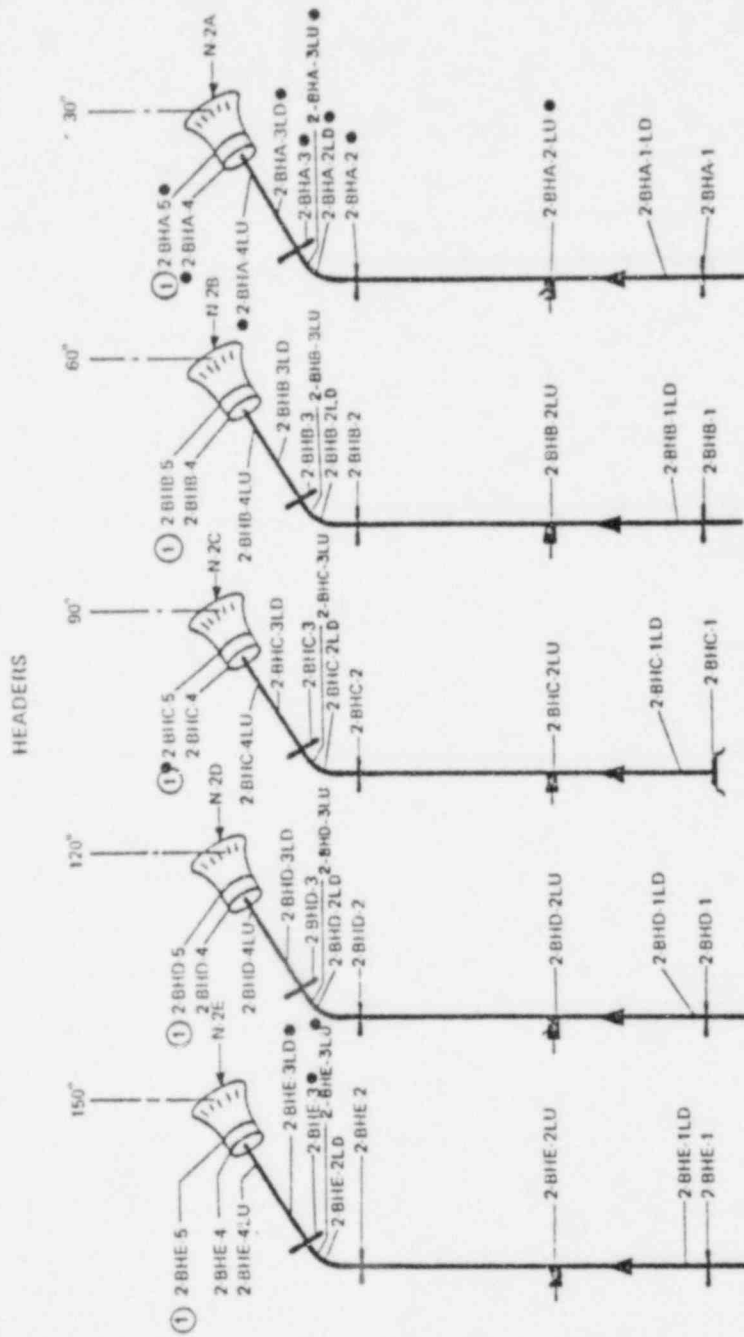 HEADERS
150°
① 2-BHE-5
2-BHE-4
2-BHE-4LU
N-2E
2-BHE-3LD●
2-BHE-3●
2-BHE-3LU●
2-BHE-2LD
2-BHE-2
2-BHE-2LU
2-BHE-1LD
2-BHE-1
120°
① 2 BHD 5
2 BHD 4
2 BHD 4LU
N-2D
2-BHD-3LD
2 BHD-3
2-BHD-3LU
2 BHD-2LD
2 BHD-2
2-BHD-2LU
2-BHD-1LD
2 BHD-1
90°
①● 2 BHC-5
2 BHC-4
2 BHC-4LU
N-2C
2-BHC-3LD
2 BHC-3
2-BHC-3LU
2 BHC-2LD
2-BHC-2
2-BHC-2LU
2-BHC-1LD
2 BHC-1
60°
① 2 BHB 5
2 BHB 4
2-BHB-4LU
N-2B
2 BHB 3LD
2 BHB 3
2-BHB-3LU
2 BHB-2LD
2 BHB-2
2 BHB-2LU
2 BHB-1LD
2 BHB-1
30°
① 2 BHA-5●
● 2 BHA-4
● 2 BHA-4LU
N-2A
2 BHA-3LD●
2-BHA-3●
2-BHA-3LU●
2 BHA-2LD●
2-BHA-2●
2 BHA-2-LU●
2-BHA-1-LD
2 BHA-1